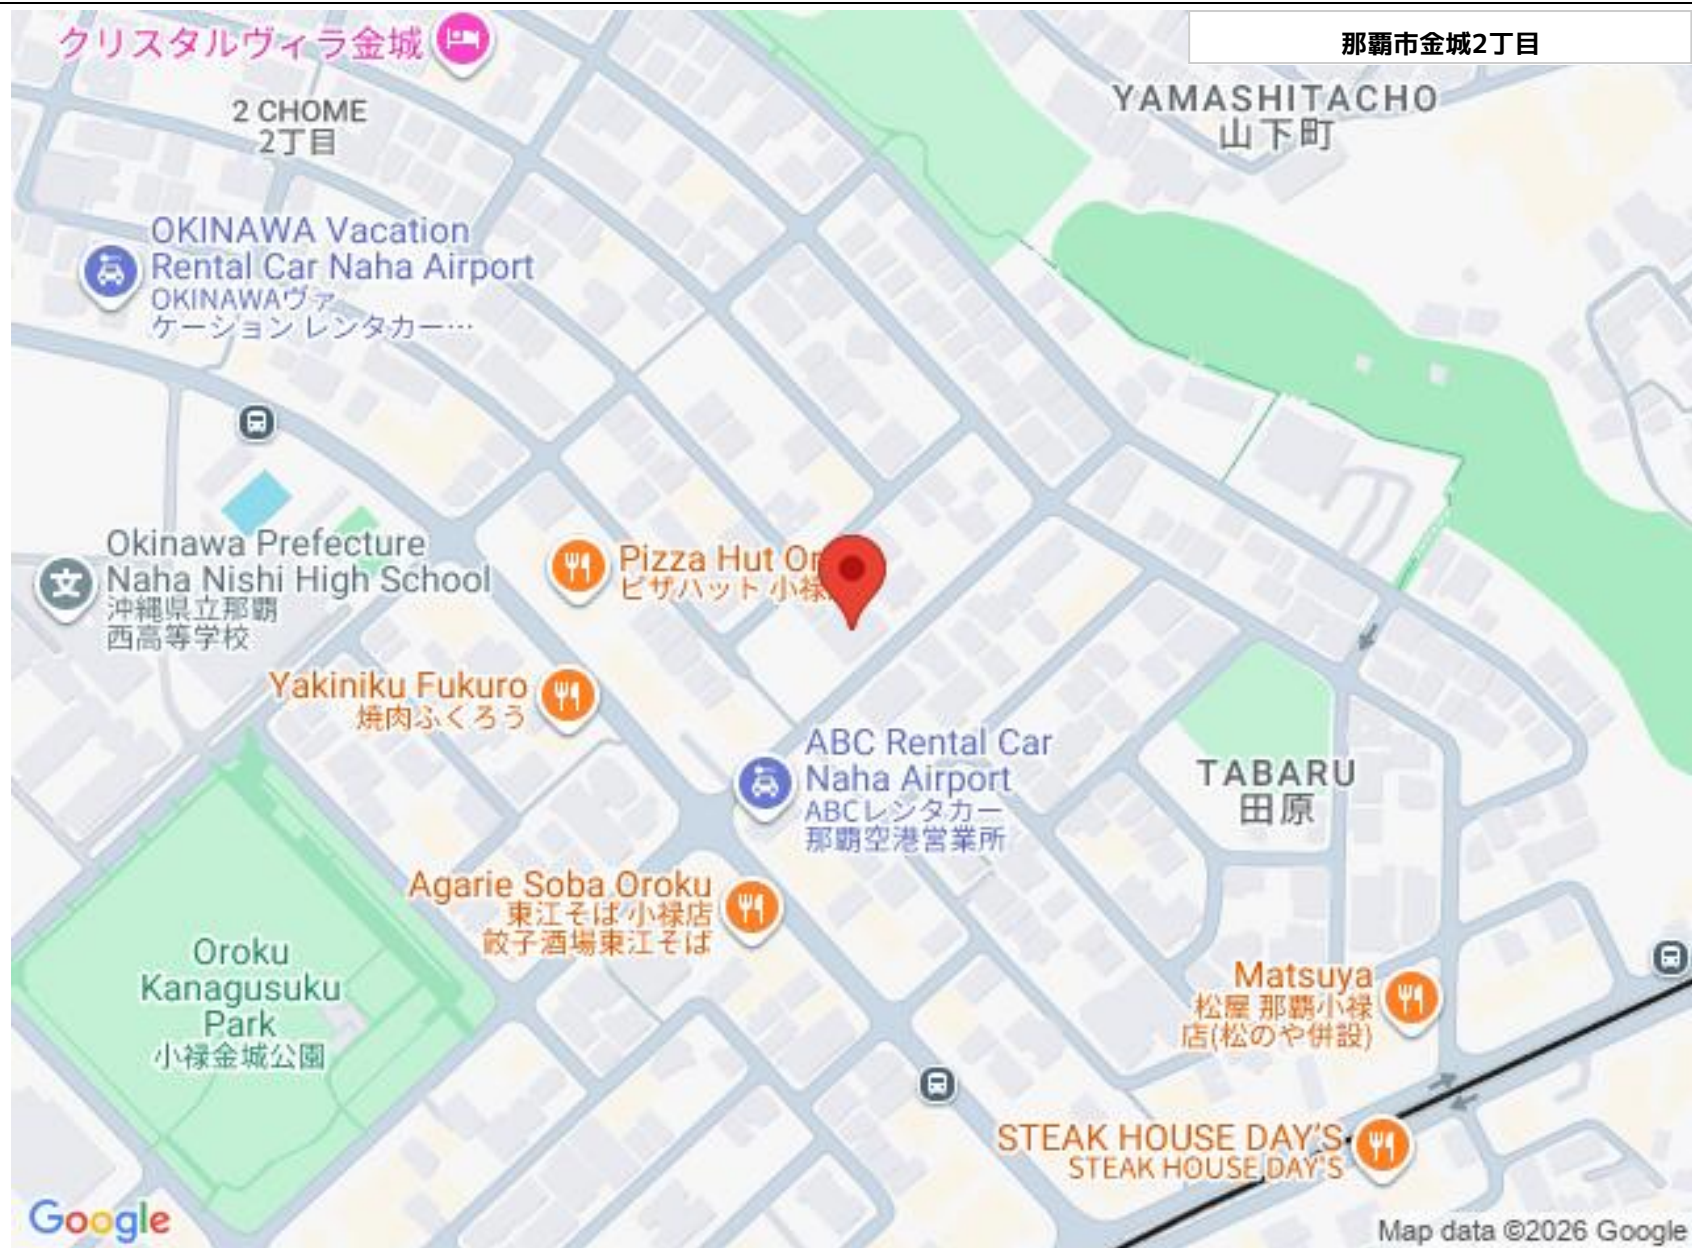 クリスタルヴィラ金城
那覇市金城2丁目
2 CHOME
2丁目
YAMASHITACHO
山下町
OKINAWA Vacation
Rental Car Naha Airport
OKINAWAヴァ
ケーション レンタカー…
Okinawa Prefecture
Naha Nishi High School
沖縄県立那覇
西高等学校
Pizza Hut Or
ピザハット 小禄
Yakiniku Fukuro
焼肉ふくろう
ABC Rental Car
Naha Airport
ABCレンタカー
那覇空港営業所
TABARU
田原
Agarie Soba Oroku
東江そば 小禄店
餃子酒場東江そば
Oroku
Kanagusuku
Park
小禄金城公園
Matsuya
松屋 那覇小禄
店(松のや併設)
STEAK HOUSE DAY'S
STEAK HOUSE DAY'S
Google
Map data ©2026 Google